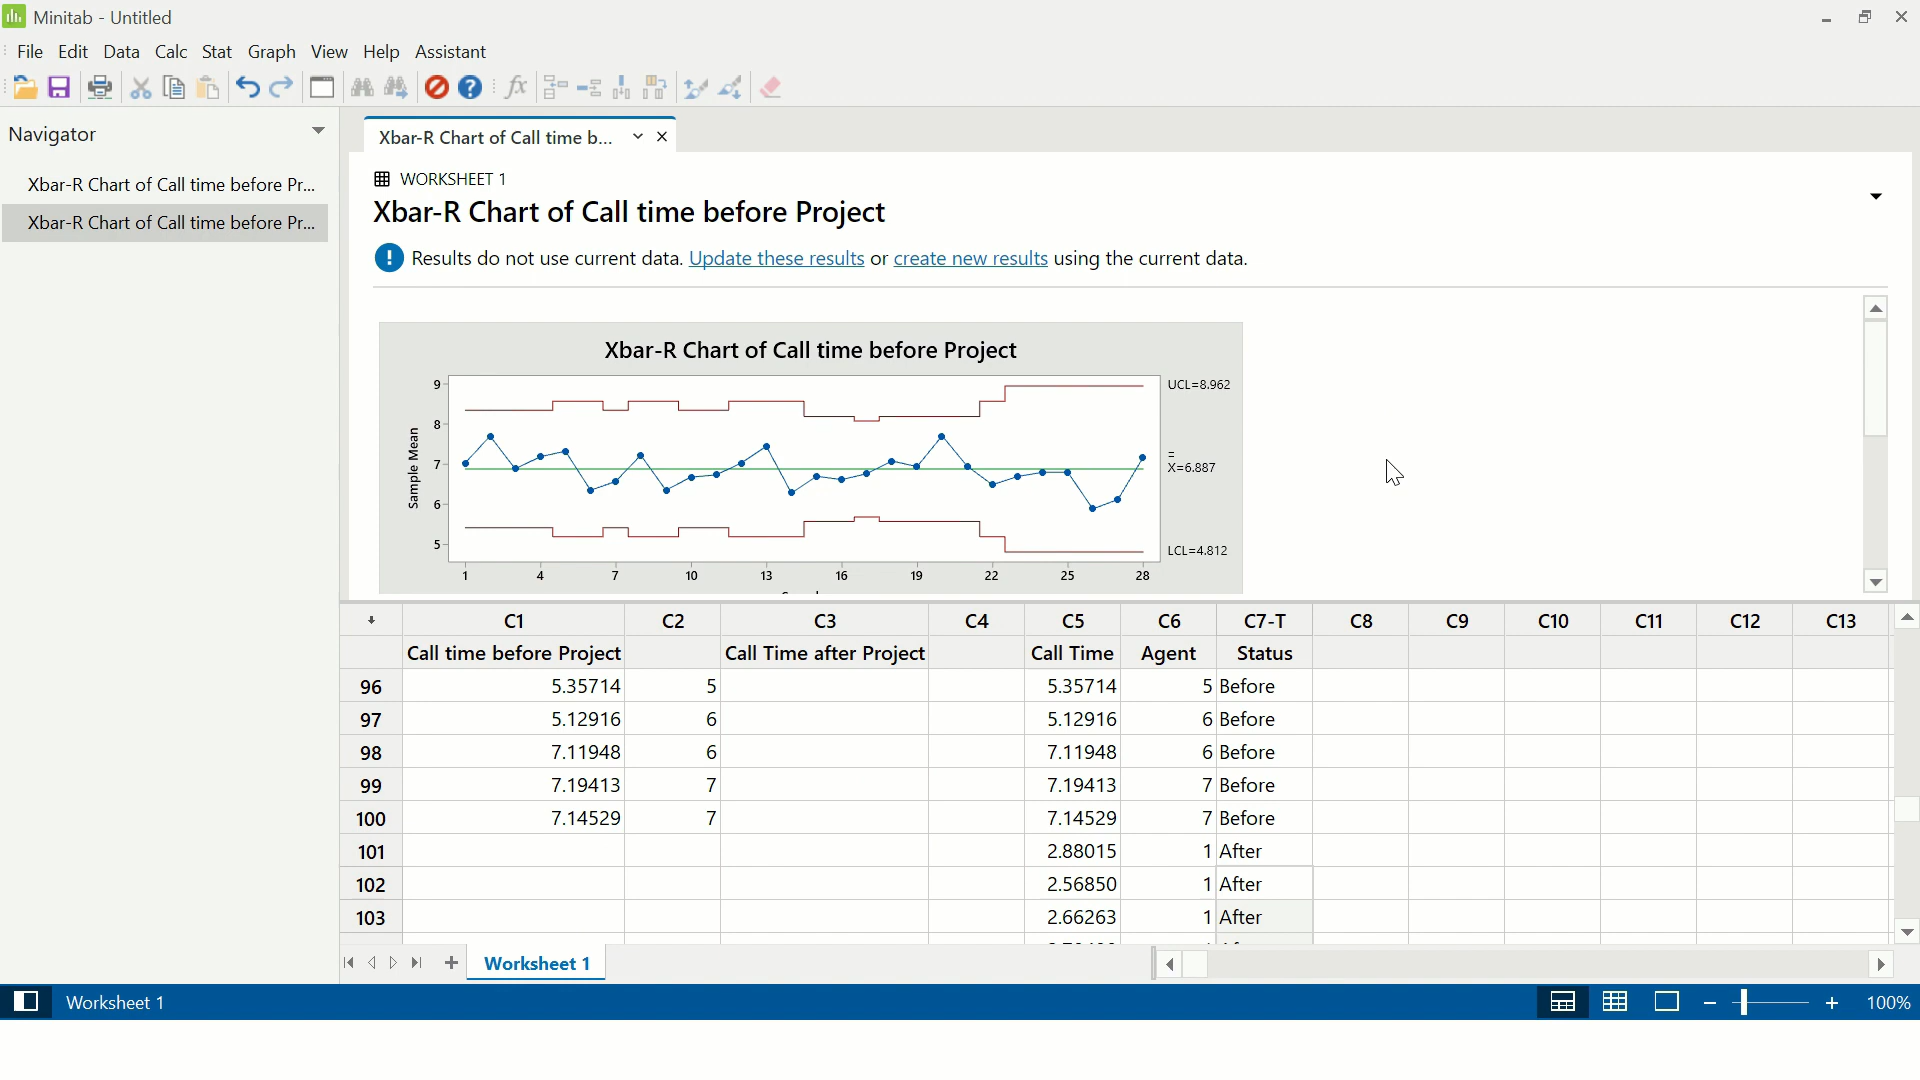 Minitab - Untitled
File Edit Data Calc Stat Graph View Help Assistant
Navigator
Xbar-R Chart of Call time before Pr...
Xbar-R Chart of Call time before Pr...
Xbar-R Chart of Call time b...
WORKSHEET 1
Xbar-R Chart of Call time before Project
Results do not use current data. Update these results or create new results using the current data.
Xbar-R Chart of Call time before Project
Sample Mean
9
8
7
6
5
UCL=8.962
X=6.887
LCL=4.812
1 4 7 10 13 16 19 22 25 28
C1 C2 C3 C4 C5 C6 C7-T C8 C9 C10 C11 C12 C13
Call time before Project Call Time after Project Call Time Agent Status
96 5.35714 5 5.35714 5 Before
97 5.12916 6 5.12916 6 Before
98 7.11948 6 7.11948 6 Before
99 7.19413 7 7.19413 7 Before
100 7.14529 7 7.14529 7 Before
101 2.88015 1 After
102 2.56850 1 After
103 2.66263 1 After
Worksheet 1
Worksheet 1
100%